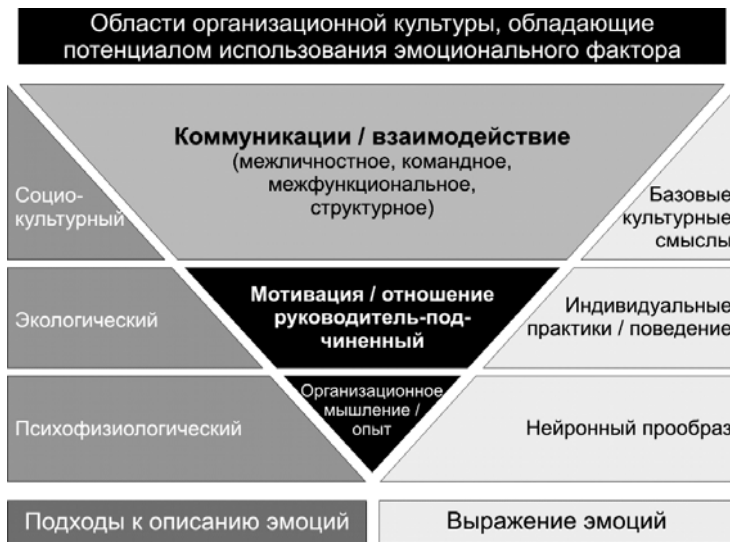 Области организационной культуры, обладающие
потенциалом использования эмоционального фактора
Коммуникации / взаимодействие
(межличностное, командное,
межфункциональное,
структурное)
Социо-
культурный
Базовые
культурные
смыслы
Мотивация / отношение
руководитель-под-
чиненный
Экологический
Индивидуальные
практики / поведение
Организационное
мышление /
опыт
Психофизиологический
Нейронный прообраз
Подходы к описанию эмоций
Выражение эмоций